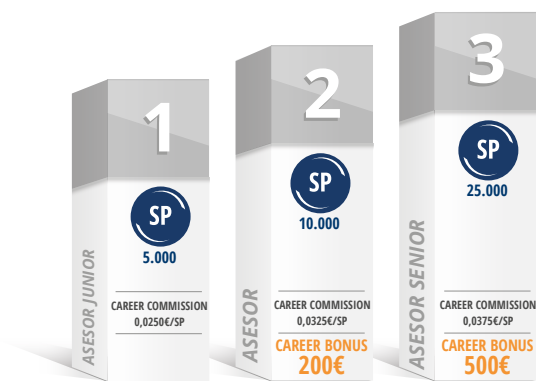 1
SP
5.000
ASESOR JUNIOR
CAREER COMMISSION
0,0250€/SP
2
SP
10.000
ASESOR
CAREER COMMISSION
0,0325€/SP
CAREER BONUS
200€
3
SP
25.000
ASESOR SENIOR
CAREER COMMISSION
0,0375€/SP
CAREER BONUS
500€